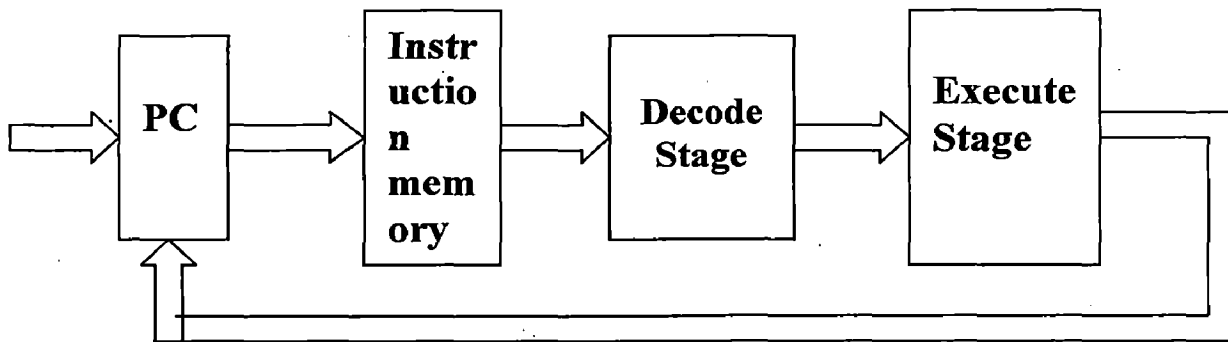 PC
Instr
uctio
n
mem
ory
Decode
Stage
Execute
Stage